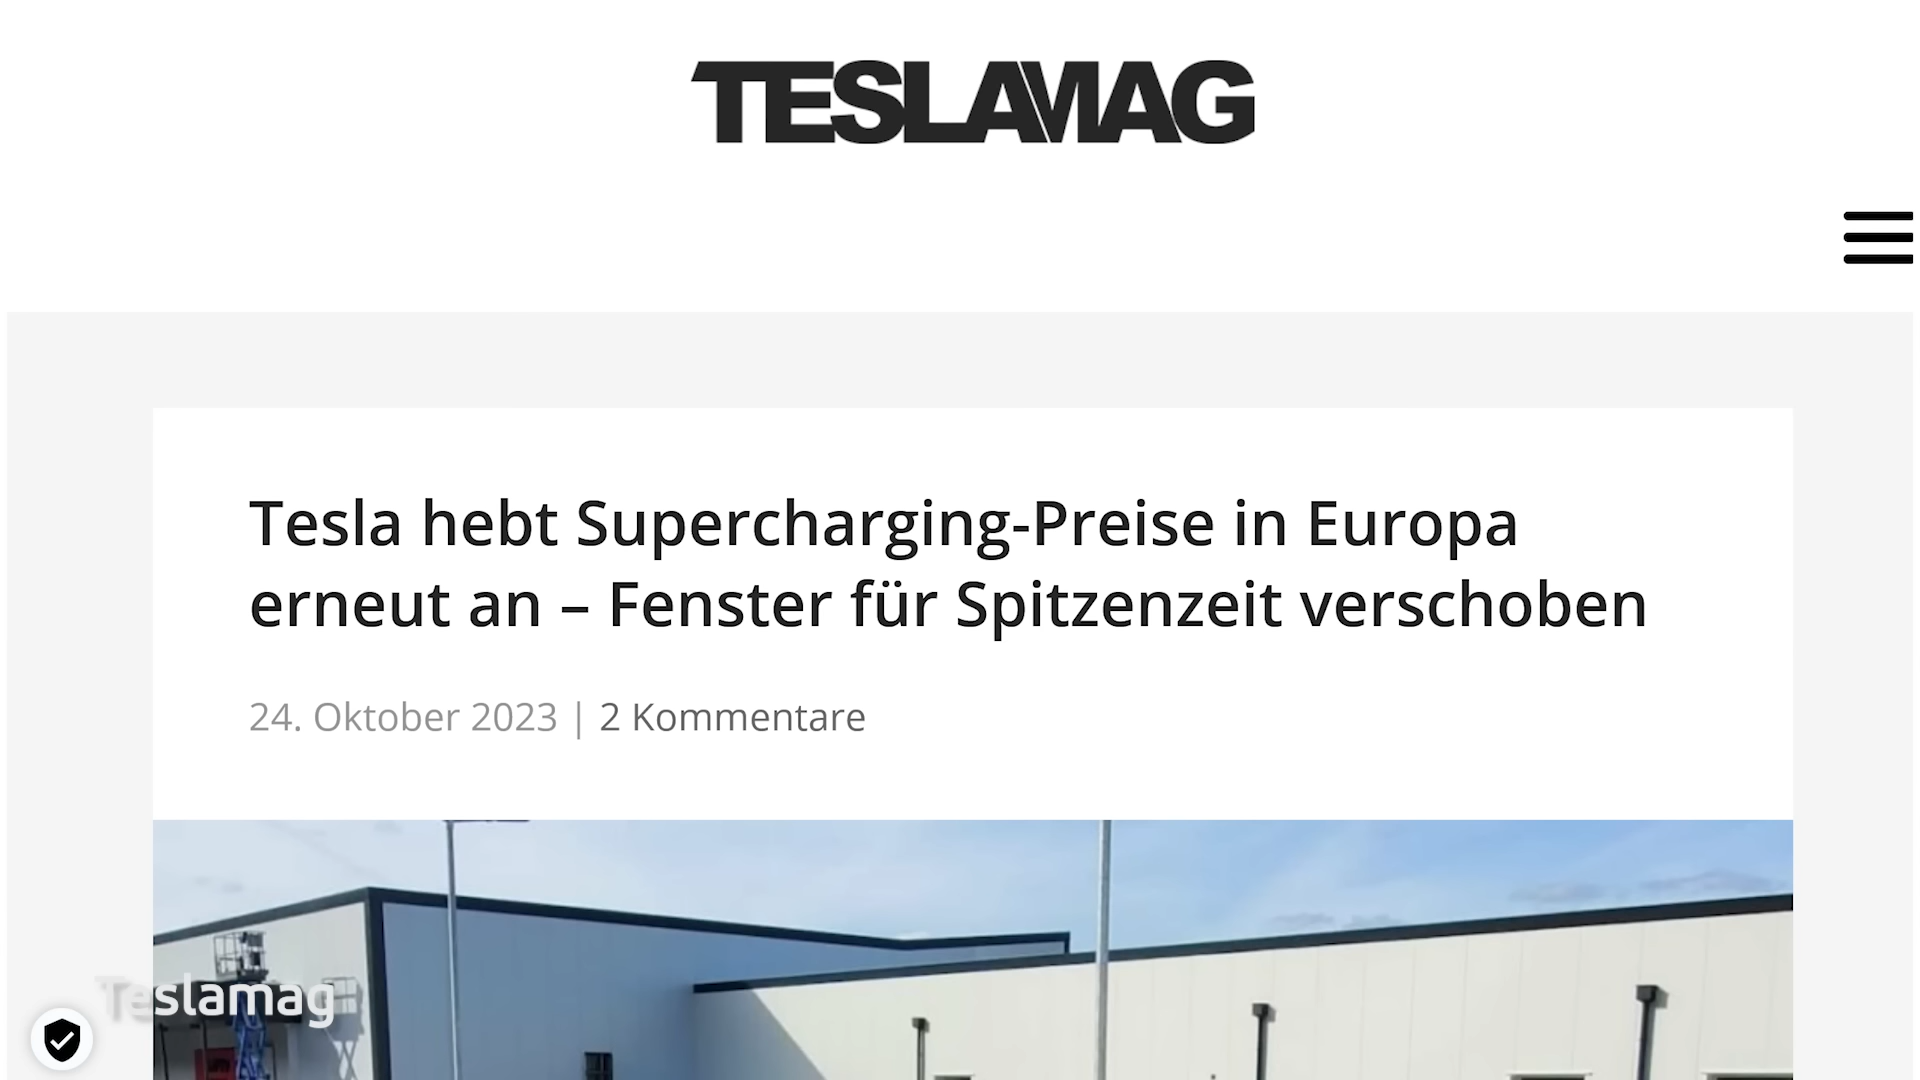 TESLAMAG
Tesla hebt Supercharging-Preise in Europa
erneut an – Fenster für Spitzenzeit verschoben
24. Oktober 2023 | 2 Kommentare
Teslamag